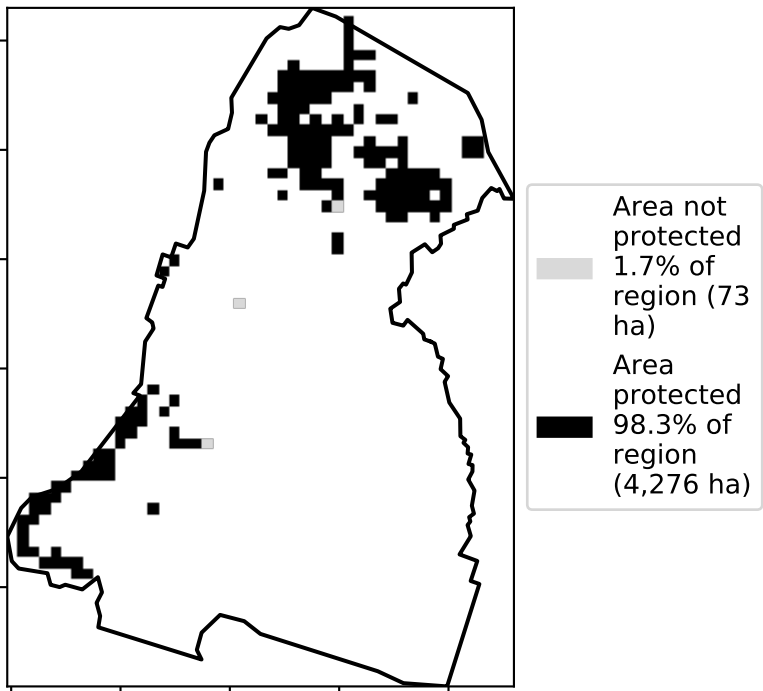 Area not
protected
1.7% of
region (73
ha)
Area
protected
98.3% of
region
(4,276 ha)